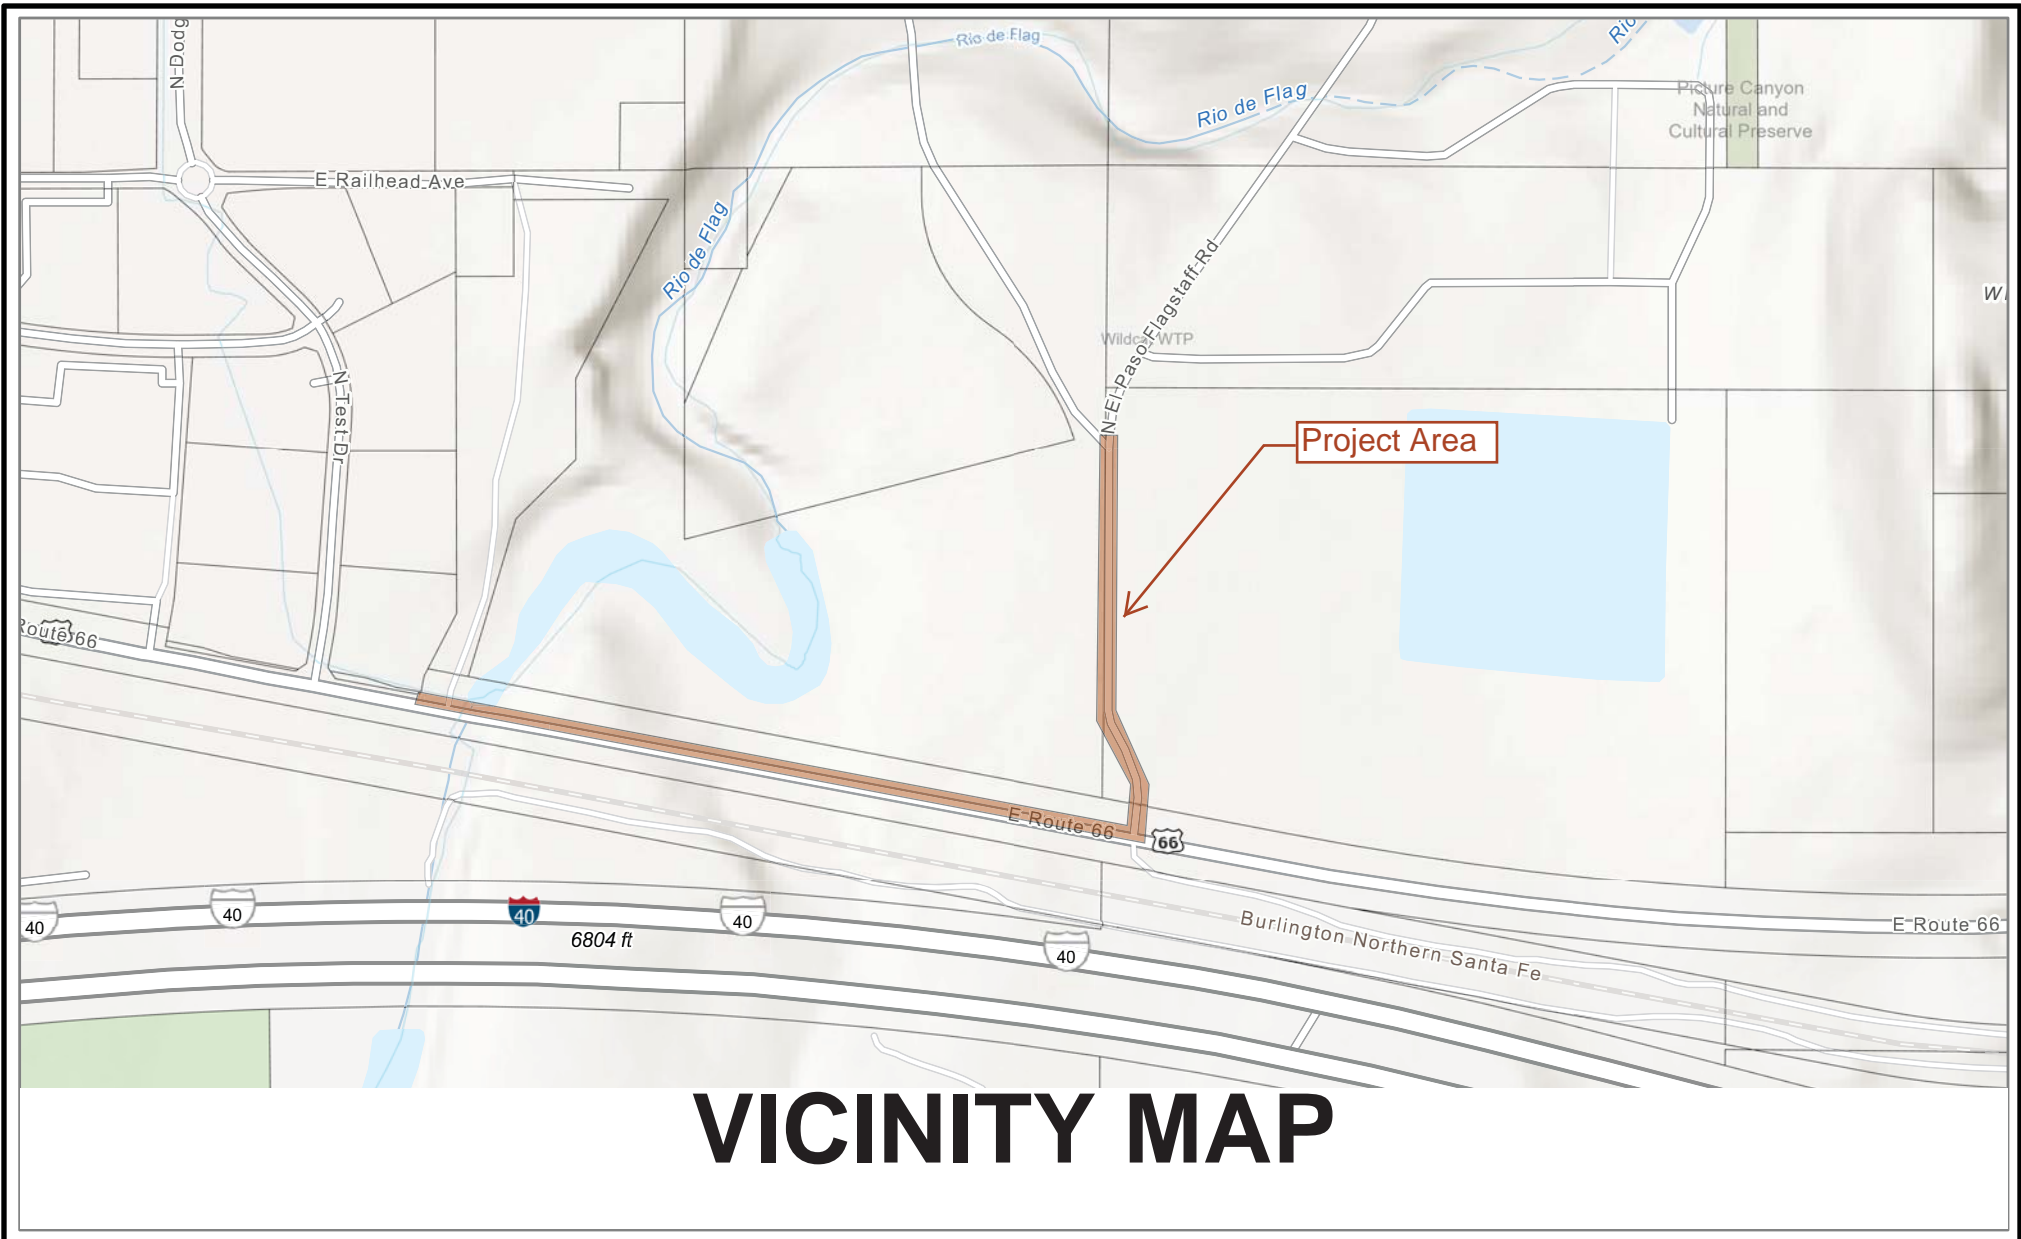 N Dodg
Rio de Flag
Rio
Rio de Flag
Picture Canyon
Natural and
Cultural Preserve
E Railhead Ave
Rio de Flag
N El Paso Flagstaff Rd
W
Wildcat WTP
N Test Dr
Project Area
Route 66
E Route 66
66
40
40
40
40
40
6804 ft
E Route 66
Burlington Northern Santa Fe
VICINITY MAP